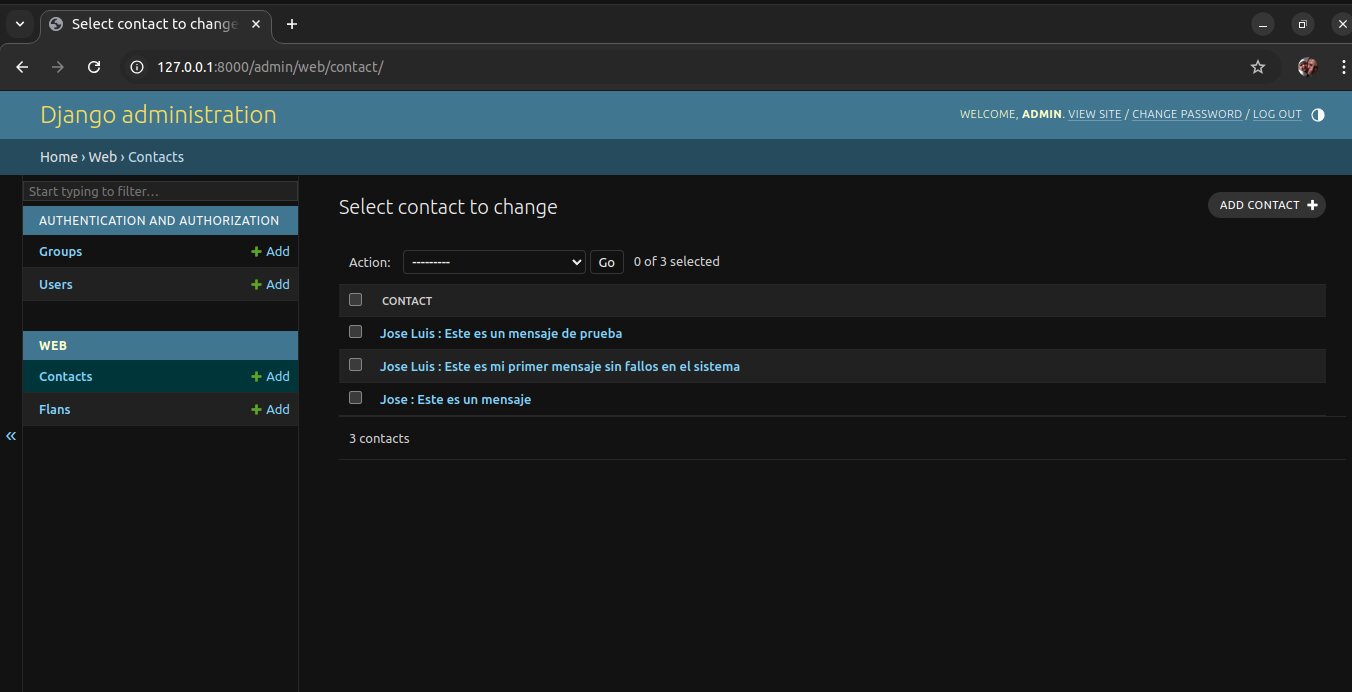 Select contact to change
127.0.0.1:8000/admin/web/contact/
Django administration
WELCOME, ADMIN. VIEW SITE / CHANGE PASSWORD / LOG OUT
Home › Web › Contacts
Start typing to filter…
AUTHENTICATION AND AUTHORIZATION
Groups + Add
Users + Add
WEB
Contacts + Add
Flans + Add
«
Select contact to change
ADD CONTACT +
Action: --------- Go 0 of 3 selected
CONTACT
Jose Luis : Este es un mensaje de prueba
Jose Luis : Este es mi primer mensaje sin fallos en el sistema
Jose : Este es un mensaje
3 contacts